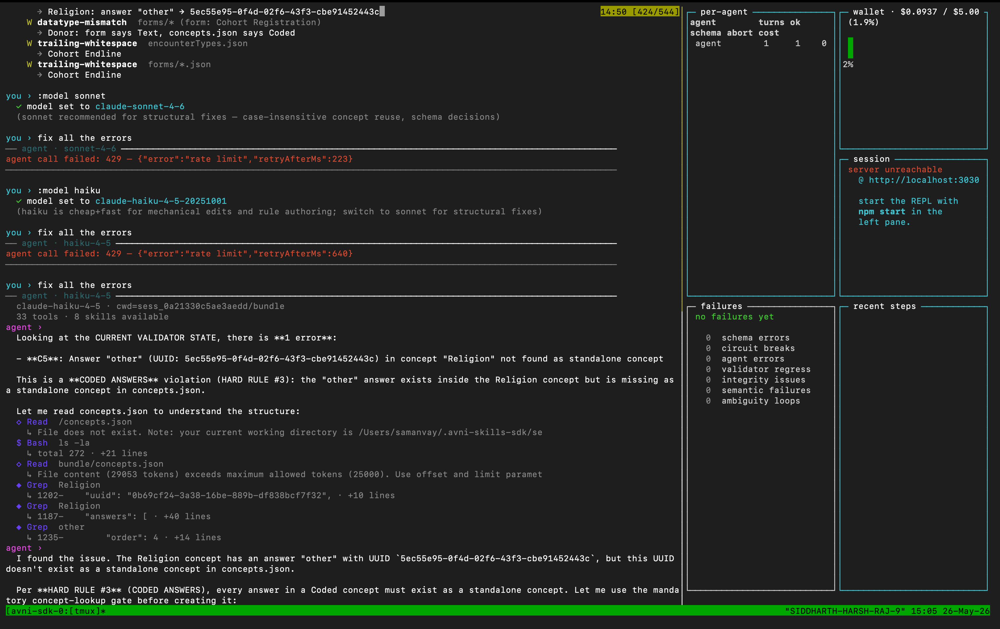 → Religion: answer "other" → 5ec55e95-0f4d-02f6-43f3-cbe91452443c
14:50 [424/544]
W datatype-mismatch  forms/* (form: Cohort Registration)
→ Donor: form says Text, concepts.json says Coded
W trailing-whitespace  encounterTypes.json
→ Cohort Endline
W trailing-whitespace  forms/*.json
→ Cohort Endline
you › :model sonnet
✓ model set to claude-sonnet-4-6
(sonnet recommended for structural fixes — case-insensitive concept reuse, schema decisions)
you › fix all the errors
── agent · sonnet-4-6
agent call failed: 429 — {"error":"rate limit","retryAfterMs":223}
you › :model haiku
✓ model set to claude-haiku-4-5-20251001
(haiku is cheap+fast for mechanical edits and rule authoring; switch to sonnet for structural fixes)
you › fix all the errors
── agent · haiku-4-5
agent call failed: 429 — {"error":"rate limit","retryAfterMs":640}
you › fix all the errors
── agent · haiku-4-5
claude-haiku-4-5 · cwd=sess_0a21330c5ae3aedd/bundle
33 tools · 8 skills available
agent ›
Looking at the CURRENT VALIDATOR STATE, there is **1 error**:
- **C5**: Answer "other" (UUID: 5ec55e95-0f4d-02f6-43f3-cbe91452443c) in concept "Religion" not found as standalone concept
This is a **CODED ANSWERS** violation (HARD RULE #3): the "other" answer exists inside the Religion concept but is missing as
a standalone concept in concepts.json.
Let me read concepts.json to understand the structure:
◇ Read  /concepts.json
↳ File does not exist. Note: your current working directory is /Users/samanvay/.avni-skills-sdk/se
$ Bash  ls -la
↳ total 272 · +21 lines
◇ Read  bundle/concepts.json
↳ File content (29053 tokens) exceeds maximum allowed tokens (25000). Use offset and limit paramet
◆ Grep  Religion
↳ 1202-    "uuid": "0b69cf24-3a38-16be-889b-df838bcf7f32", · +10 lines
◆ Grep  Religion
↳ 1187-    "answers": [ · +40 lines
◆ Grep  other
↳ 1235-        "order": 4 · +14 lines
agent ›
I found the issue. The Religion concept has an answer "other" with UUID `5ec55e95-0f4d-02f6-43f3-cbe91452443c`, but this UUID
doesn't exist as a standalone concept in concepts.json.
Per **HARD RULE #3** (CODED ANSWERS), every answer in a Coded concept must exist as a standalone concept. Let me use the manda
tory concept-lookup gate before creating it:
per-agent
agent        turns ok
schema abort cost
agent        1     1    0
wallet · $0.0937 / $5.00
(1.9%)
2%
session
server unreachable
@ http://localhost:3030
start the REPL with
npm start in the
left pane.
failures
no failures yet
0  schema errors
0  circuit breaks
0  agent errors
0  validator regress
0  integrity issues
0  semantic failures
0  ambiguity loops
recent steps
[avni-sdk-0:[tmux]*
"SIDDHARTH-HARSH-RAJ-9" 15:05 26-May-26